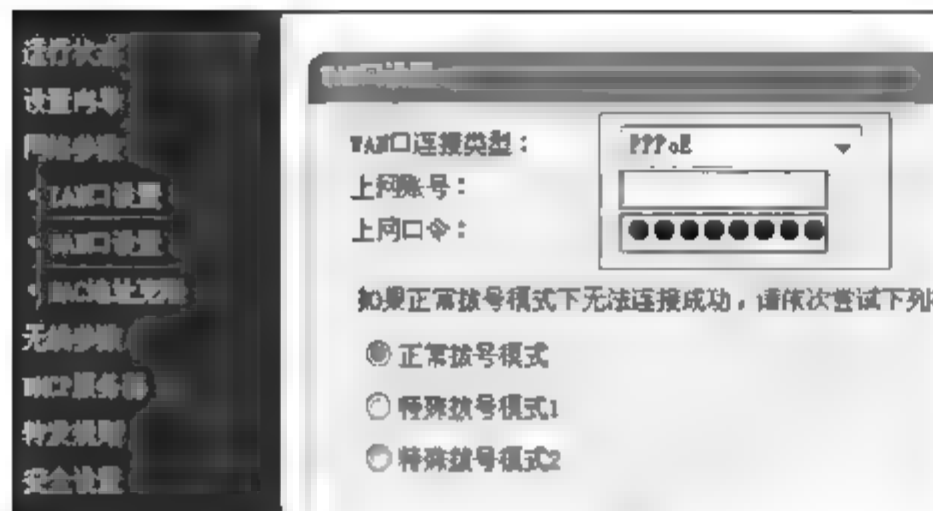 运行状态
设置向导
网络参数
LAN口设置
WAN口设置
MAC地址
无线参数
DHCP服务器
转发规则
安全设置
WAN口连接类型：
PPPoE
上网账号：
上网口令：
如果正常拨号模式下无法连接成功，请依次尝试下列
正常拨号模式
特殊拨号模式1
特殊拨号模式2